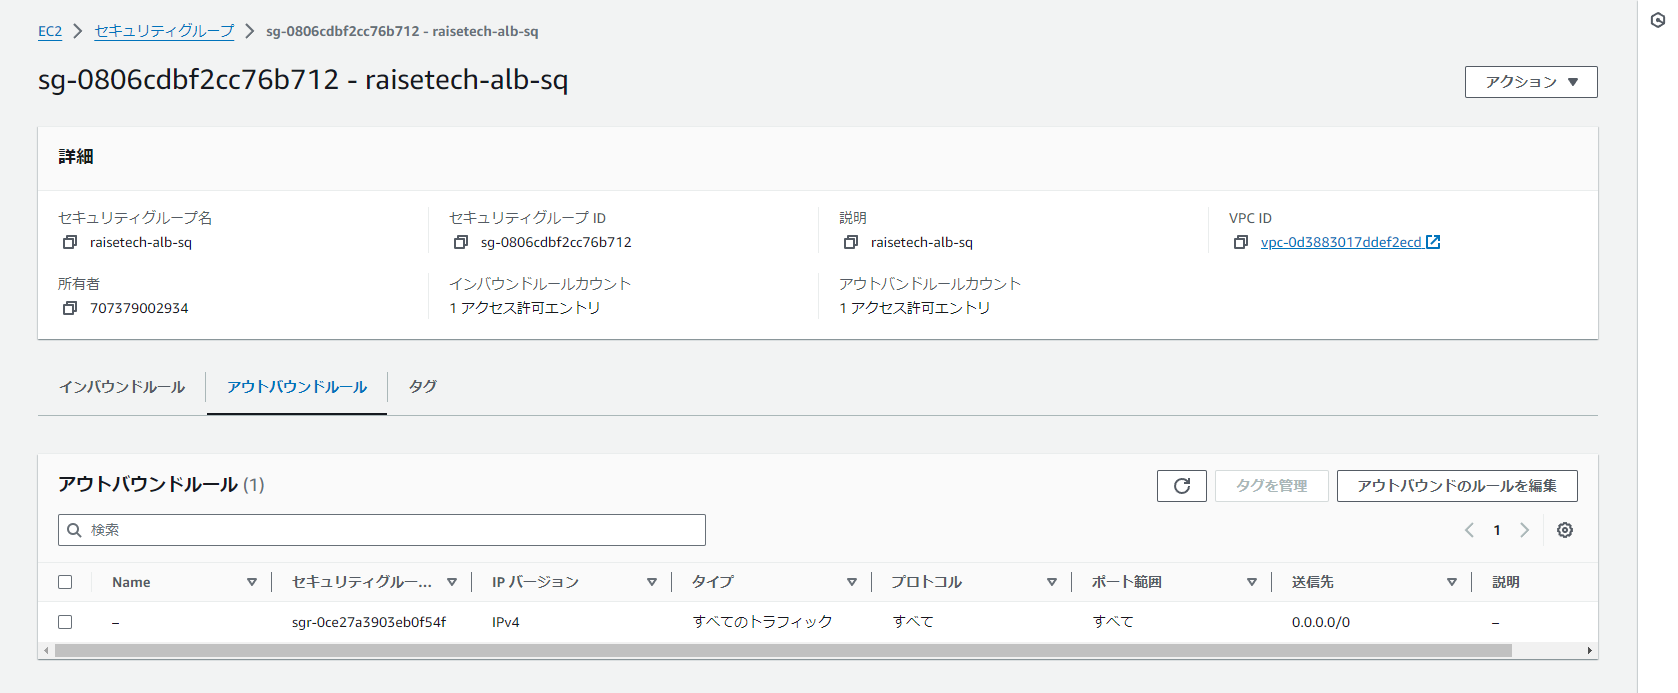 EC2 > セキュリティグループ > sg-0806cdbf2cc76b712 - raisetech-alb-sq
sg-0806cdbf2cc76b712 - raisetech-alb-sq
アクション ▼
詳細
セキュリティグループ名 セキュリティグループ ID 説明 VPC ID
raisetech-alb-sq sg-0806cdbf2cc76b712 raisetech-alb-sq vpc-0d3883017ddef2ecd
所有者 インバウンドルールカウント アウトバンドルールカウント
707379002934 1 アクセス許可エントリ 1 アクセス許可エントリ
インバウンドルール アウトバウンドルール タグ
アウトバウンドルール (1) タグを管理 アウトバウンドのルールを編集
検索 1
Name セキュリティグルー... IP バージョン タイプ プロトコル ポート範囲 送信先 説明
– sgr-0ce27a3903eb0f54f IPv4 すべてのトラフィック すべて すべて 0.0.0.0/0 –